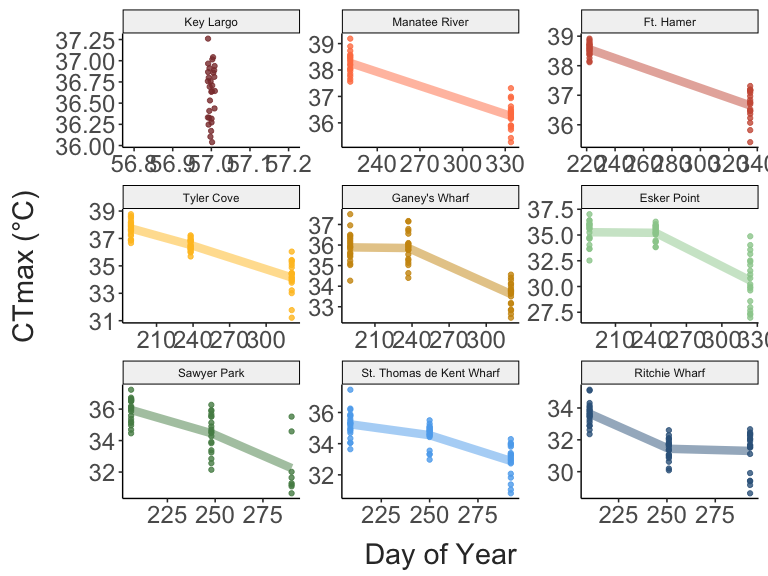 Key Largo
Manatee River
Ft. Hamer
37.25
37.00
36.75
36.50
36.25
36.00
56.8 56.9 57.0 57.1 57.2
39
38
37
36
240 270 300 330
39
38
37
36
220 240 260 280 300 320 340
Tyler Cove
Ganey's Wharf
Esker Point
39
37
35
33
31
210 240 270 300
37
36
35
34
33
210 240 270 300
37.5
35.0
32.5
30.0
27.5
210 240 270 300 330
Sawyer Park
St. Thomas de Kent Wharf
Ritchie Wharf
36
34
32
225 250 275
36
34
32
225 250 275
34
32
30
225 250 275
CTmax (°C)
Day of Year